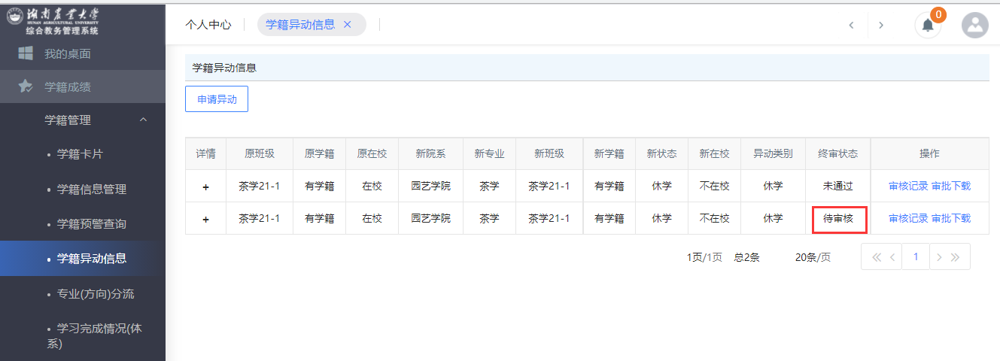 湖南农业大学
HUNAN AGRICULTURAL UNIVERSITY
综合教务管理系统
我的桌面
学籍成绩
学籍管理
• 学籍卡片
• 学籍信息管理
• 学籍预警查询
• 学籍异动信息
• 专业(方向)分流
• 学习完成情况(体
系)
个人中心 学籍异动信息 × 0
学籍异动信息
申请异动
详情 原班级 原学籍 原在校 新院系 新专业 新班级 新学籍 新状态 新在校 异动类别 终审状态 操作
+ 茶学21-1 有学籍 在校 园艺学院 茶学 茶学21-1 有学籍 休学 不在校 休学 未通过 审核记录 审批下载
+ 茶学21-1 有学籍 在校 园艺学院 茶学 茶学21-1 有学籍 休学 不在校 休学 待审核 审核记录 审批下载
1页/1页 总2条 20条/页 1